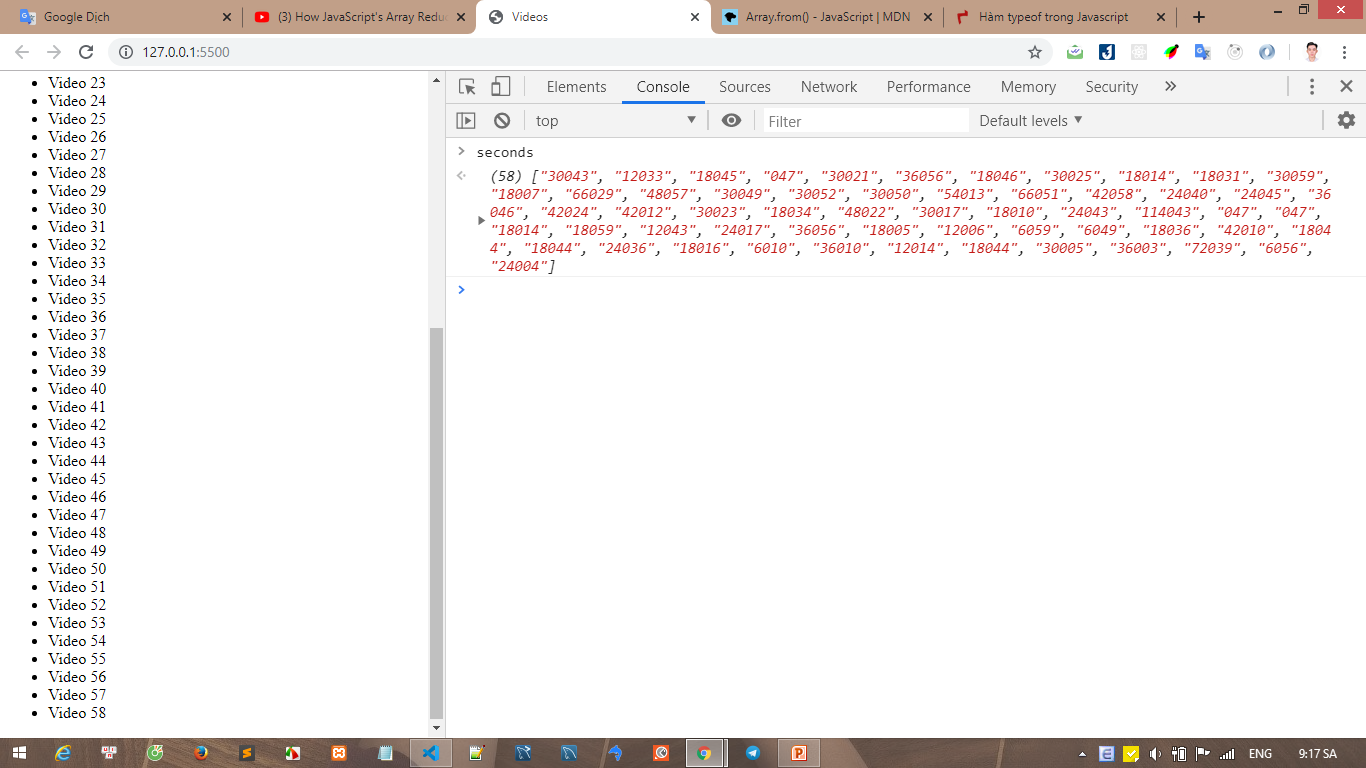 Google Dịch
(3) How JavaScript's Array Redu
Videos
Array.from() - JavaScript | MDN
Hàm typeof trong Javascript
127.0.0.1:5500
Video 23
Video 24
Video 25
Video 26
Video 27
Video 28
Video 29
Video 30
Video 31
Video 32
Video 33
Video 34
Video 35
Video 36
Video 37
Video 38
Video 39
Video 40
Video 41
Video 42
Video 43
Video 44
Video 45
Video 46
Video 47
Video 48
Video 49
Video 50
Video 51
Video 52
Video 53
Video 54
Video 55
Video 56
Video 57
Video 58
Elements Console Sources Network Performance Memory Security »
top Filter Default levels
> seconds
(58) ["30043", "12033", "18045", "047", "30021", "36056", "18046", "30025", "18014", "18031", "30059",
"18007", "66029", "48057", "30049", "30052", "30050", "54013", "66051", "42058", "24040", "24045", "36
046", "42024", "42012", "30023", "18034", "48022", "30017", "18010", "24043", "114043", "047", "047",
"18014", "18059", "12043", "24017", "36056", "18005", "12006", "6059", "6049", "18036", "42010", "1804
4", "18044", "24036", "18016", "6010", "36010", "12014", "18044", "30005", "36003", "72039", "6056",
"24004"]
>
ENG 9:17 SA